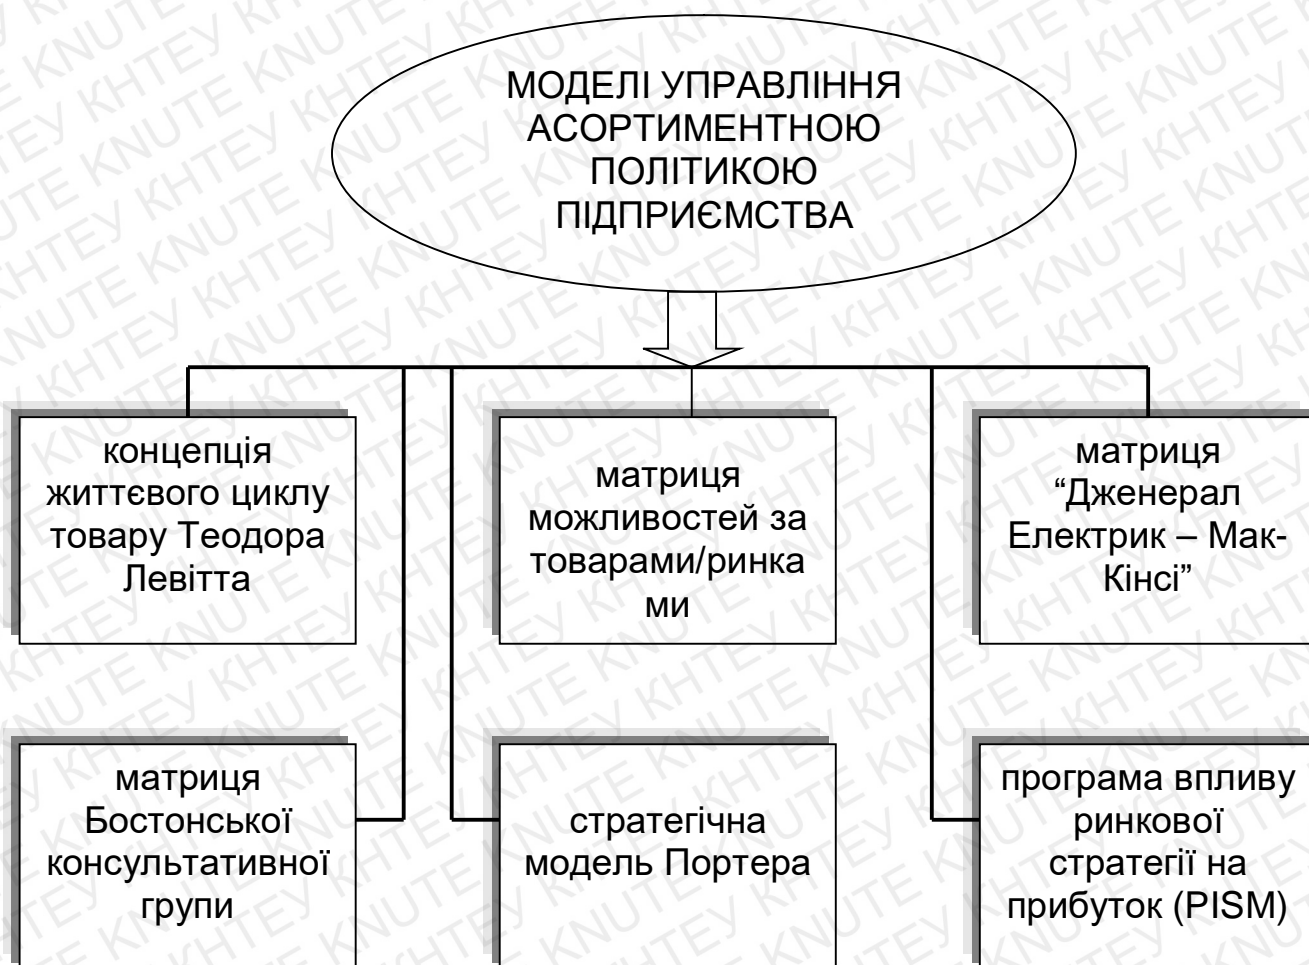 МОДЕЛІ УПРАВЛІННЯ
АСОРТИМЕНТНОЮ
ПОЛІТИКОЮ
ПІДПРИЄМСТВА
концепція
життєвого циклу
товару Теодора
Левітта
матриця
можливостей за
товарами/ринка
ми
матриця
“Дженерал
Електрик – Мак-
Кінсі”
матриця
Бостонської
консультативної
групи
стратегічна
модель Портера
програма впливу
ринкової
стратегії на
прибуток (PISM)